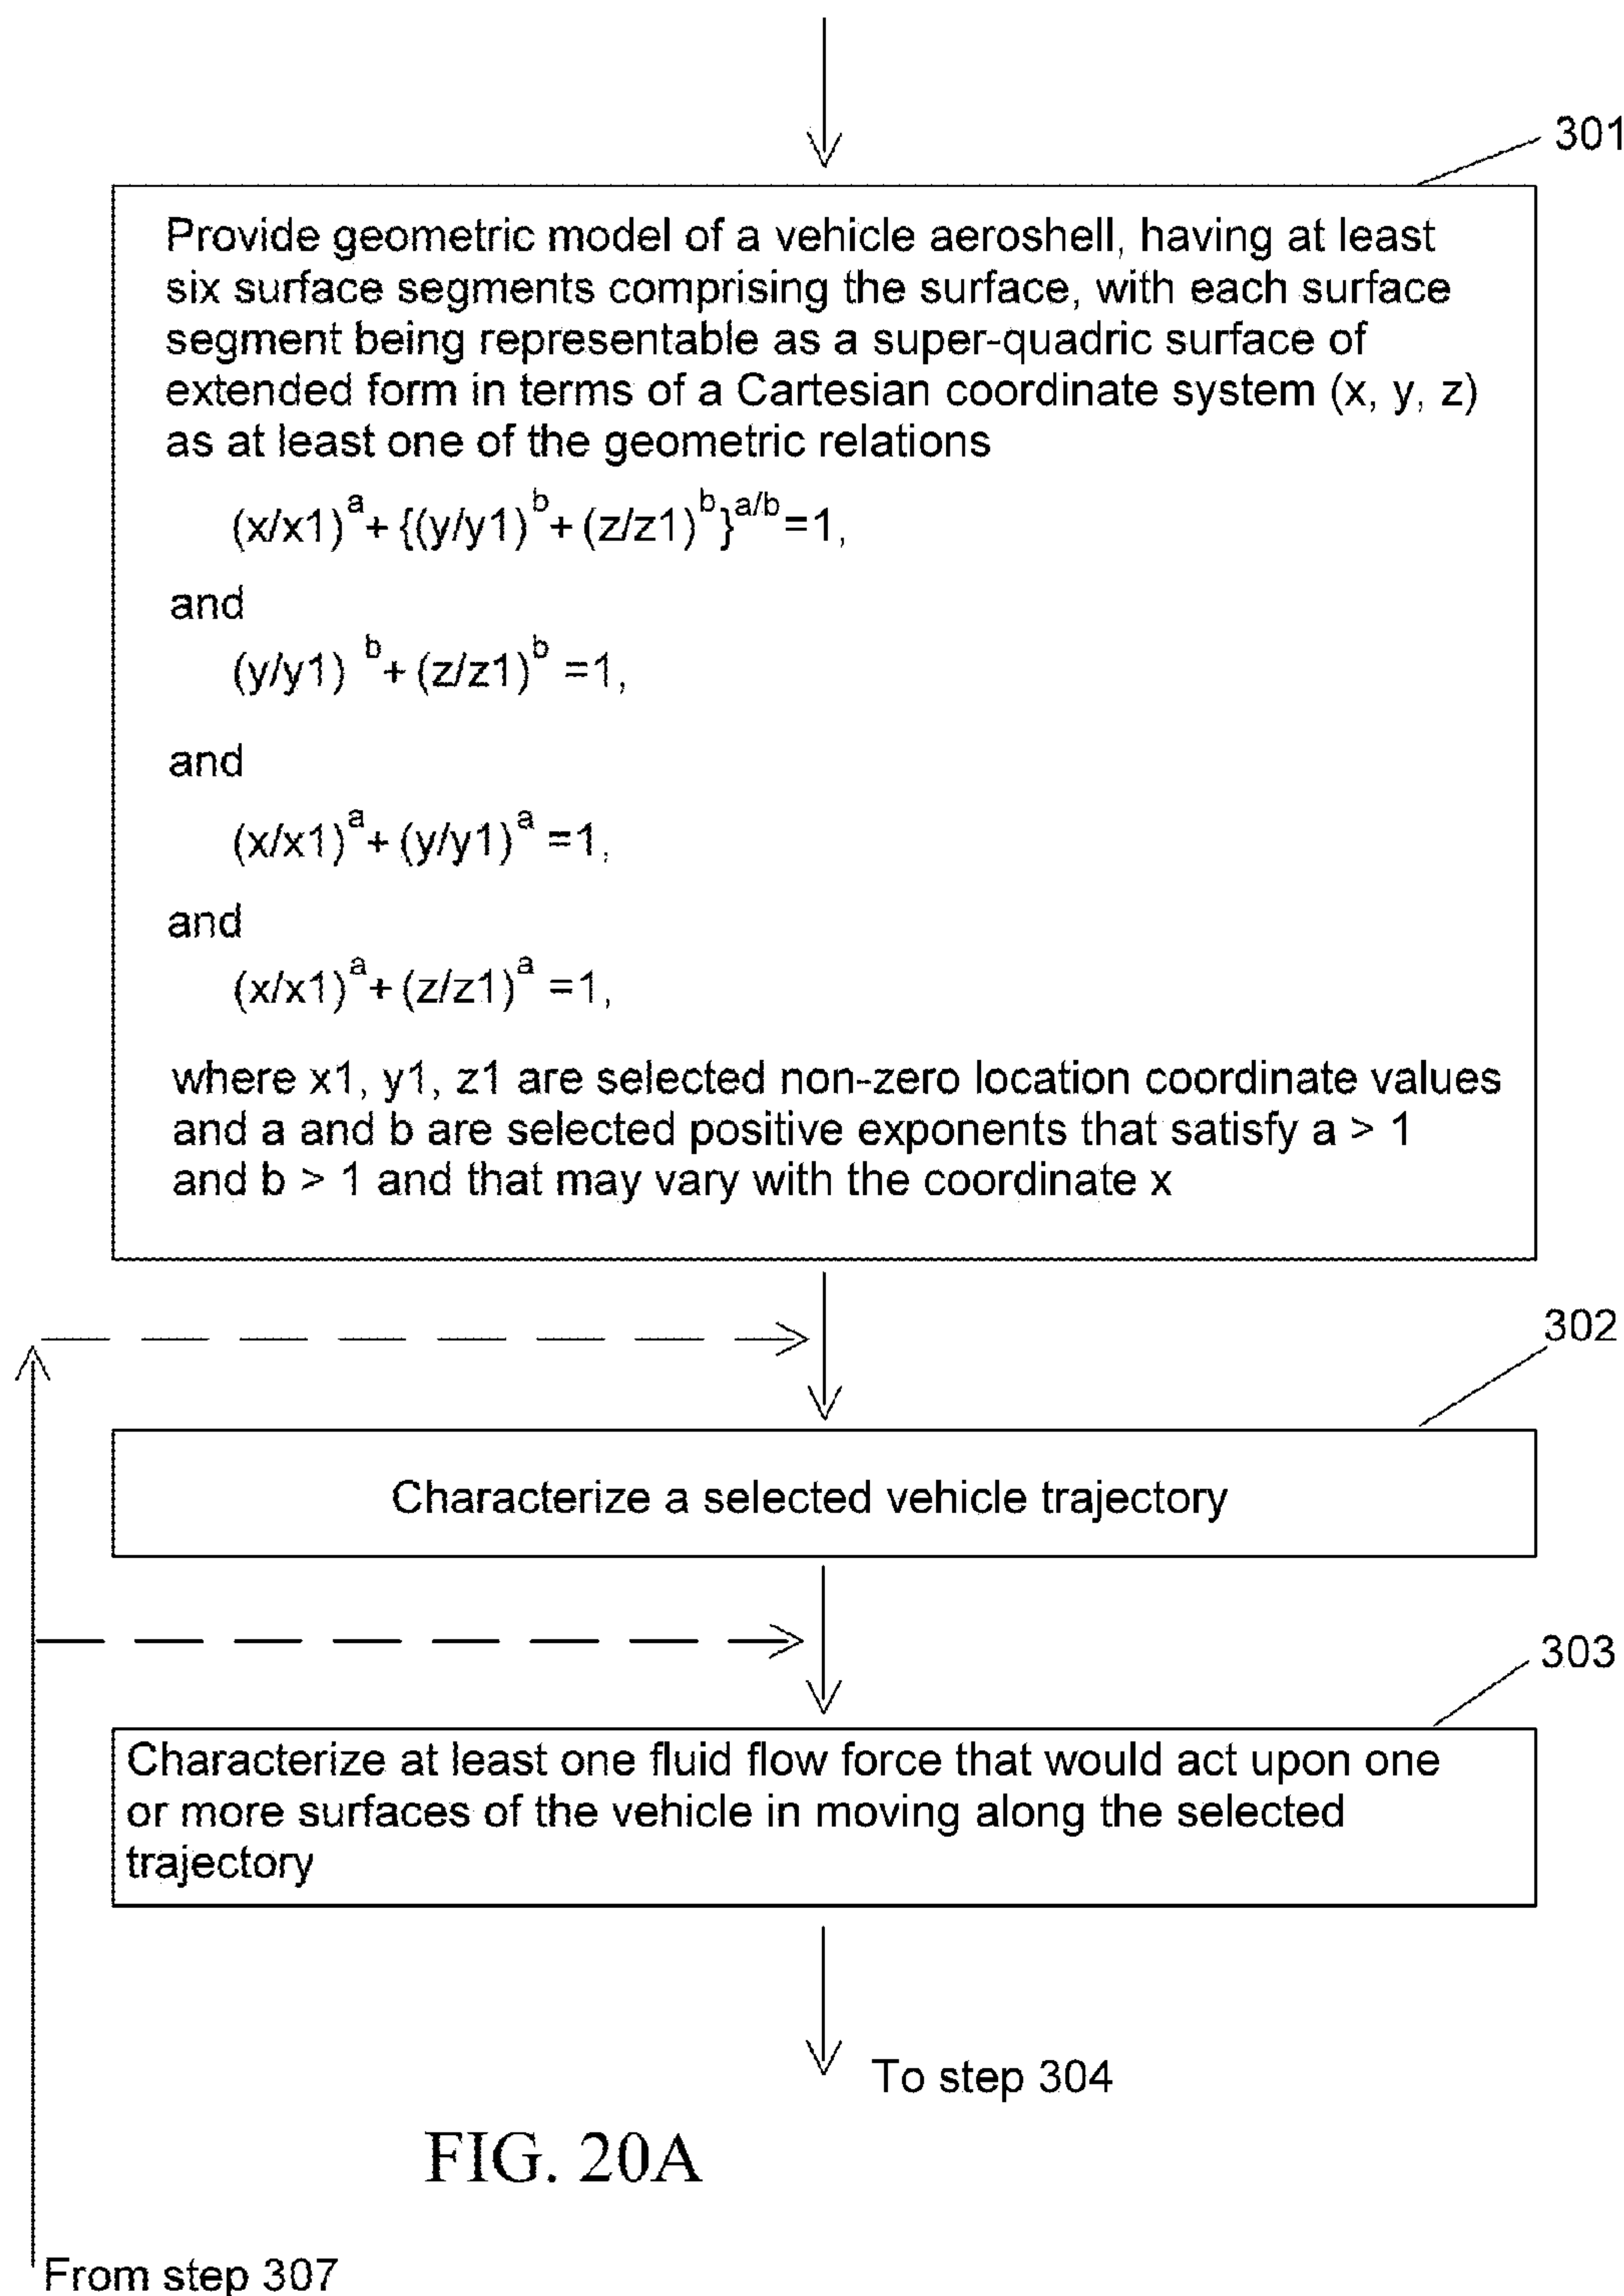 301
Provide geometric model of a vehicle aeroshell, having at least
six surface segments comprising the surface, with each surface
segment being representable as a super-quadric surface of
extended form in terms of a Cartesian coordinate system (x, y, z)
as at least one of the geometric relations
(x/x1)^a + {(y/y1)^b + (z/z1)^b}^a/b =1,
and
(y/y1)^b + (z/z1)^b =1,
and
(x/x1)^a + (y/y1)^a =1,
and
(x/x1)^a + (z/z1)^a =1,
where x1, y1, z1 are selected non-zero location coordinate values
and a and b are selected positive exponents that satisfy a > 1
and b > 1 and that may vary with the coordinate x
302
Characterize a selected vehicle trajectory
303
Characterize at least one fluid flow force that would act upon one
or more surfaces of the vehicle in moving along the selected
trajectory
To step 304
FIG. 20A
From step 307